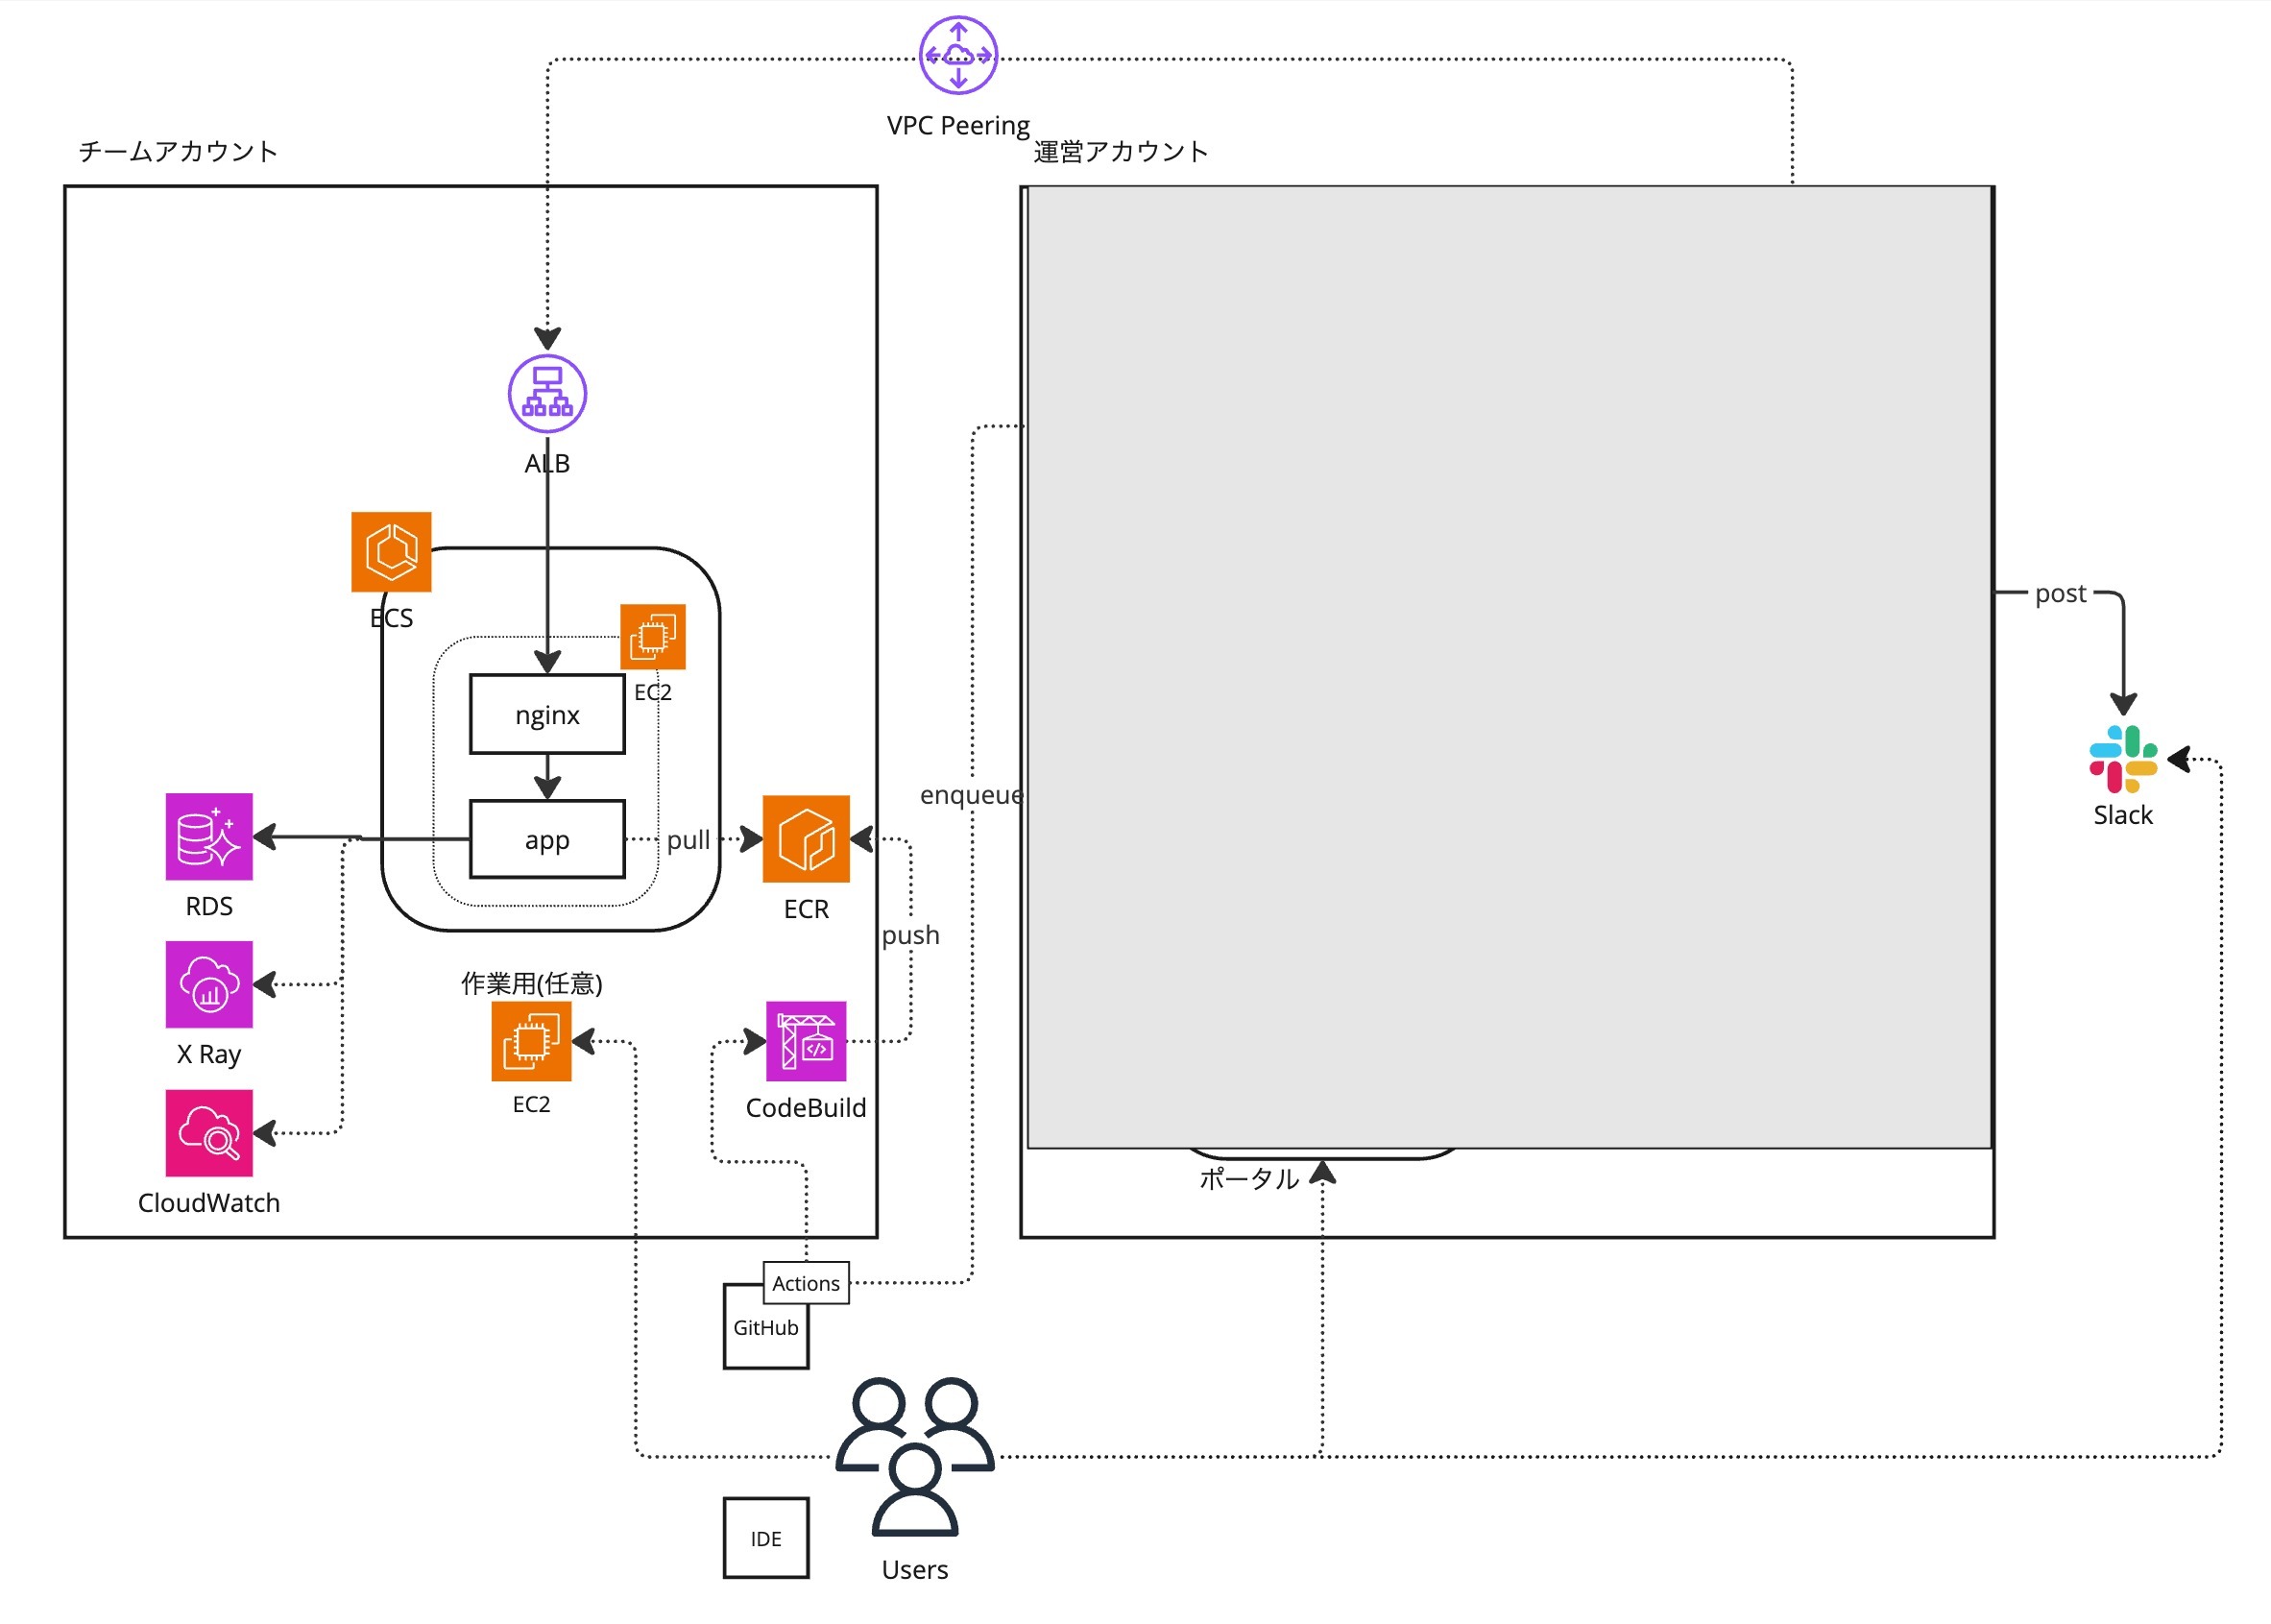 VPC Peering
チームアカウント
運営アカウント
ALB
ECS
EC2
nginx
app
pull
RDS
ECR
X Ray
CloudWatch
作業用(任意)
EC2
CodeBuild
push
enqueue
post
Slack
ポータル
Actions
GitHub
IDE
Users